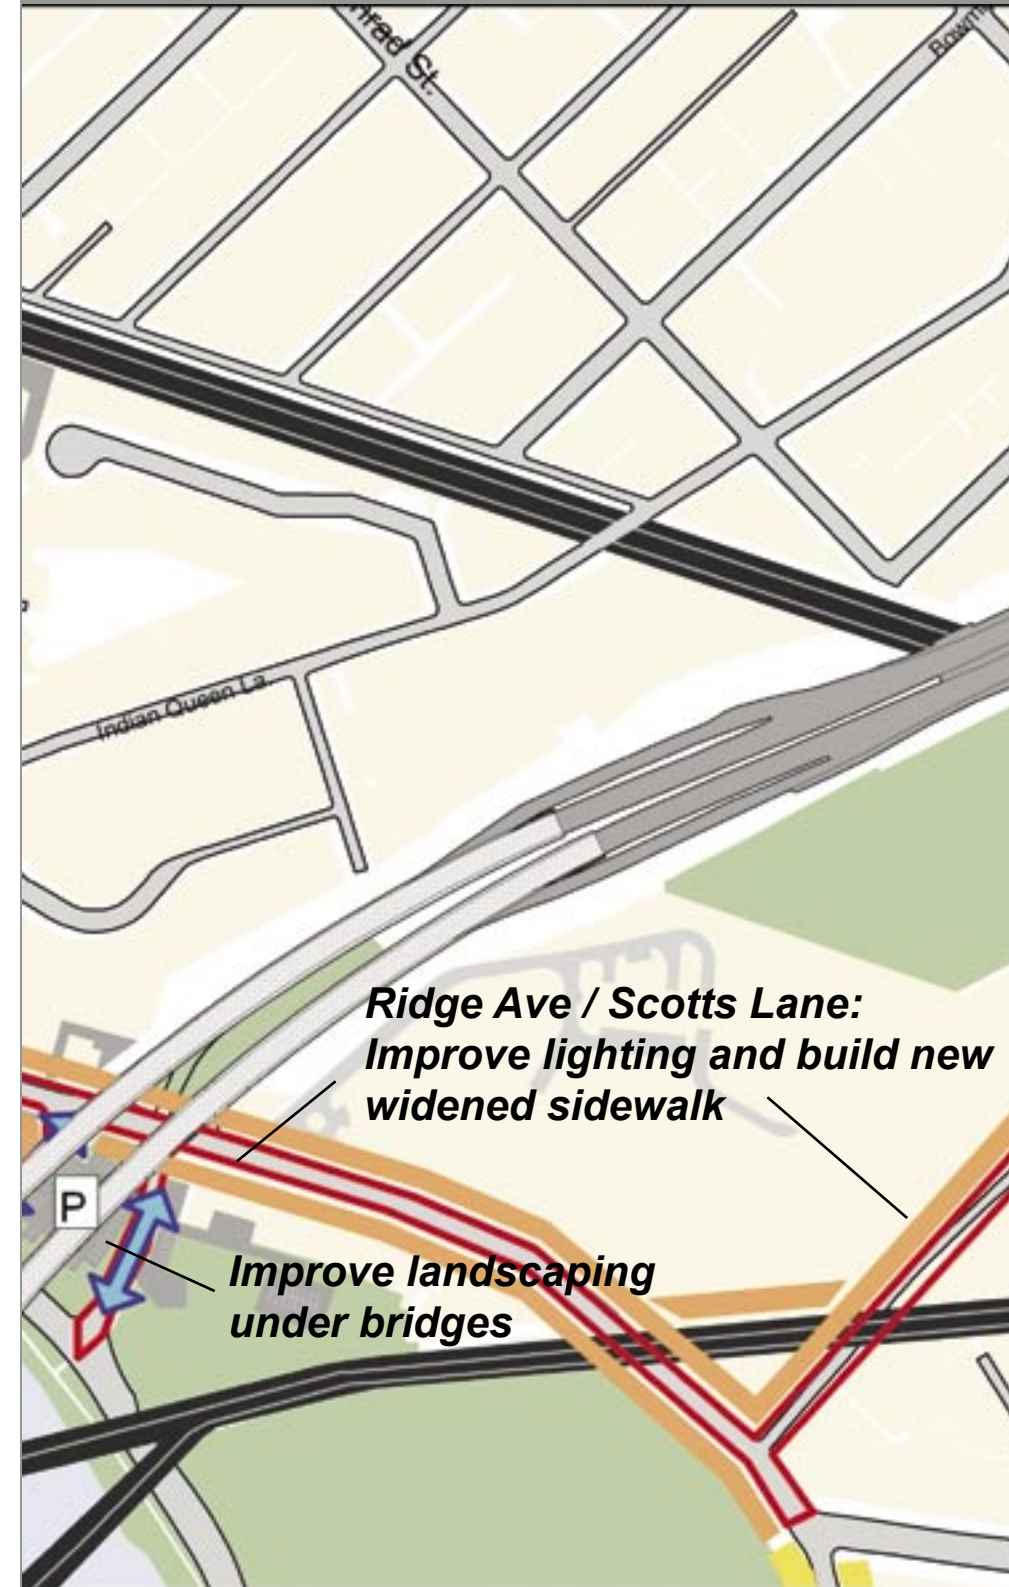 nrad St.
Bowm
Indian Queen La.
Ridge Ave / Scotts Lane:
Improve lighting and build new
widened sidewalk
P
Improve landscaping
under bridges